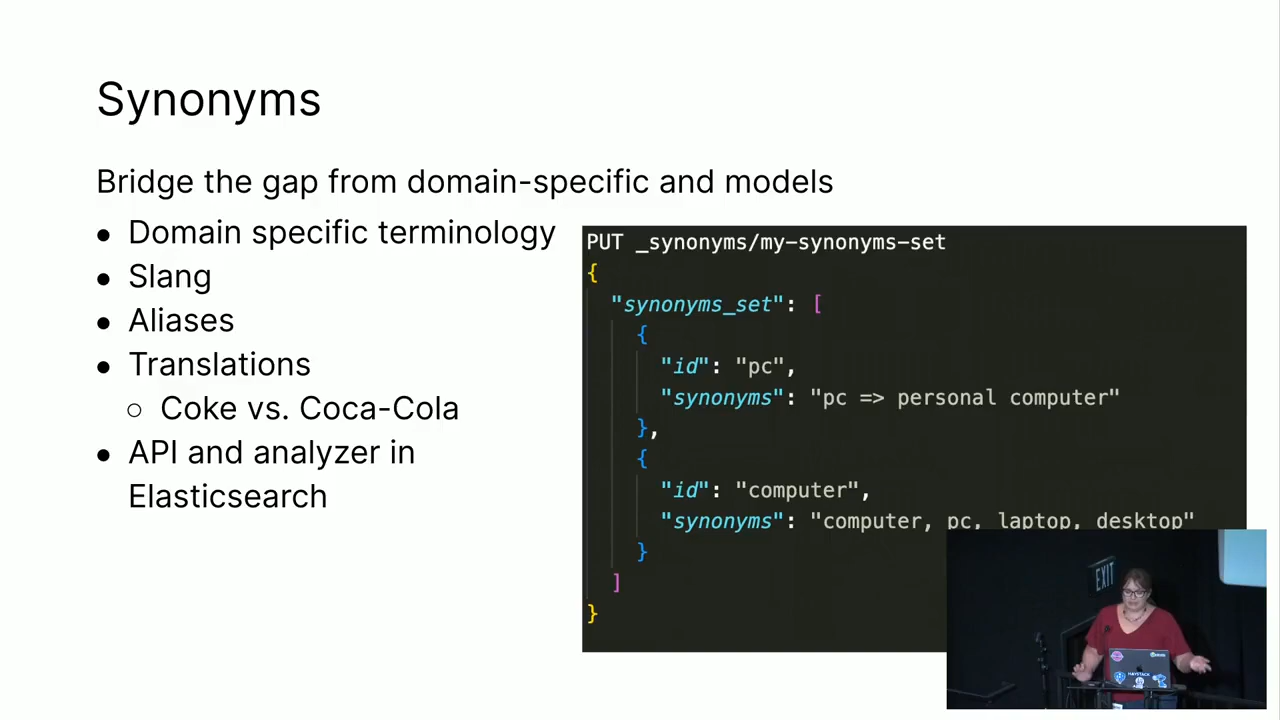 Synonyms
Bridge the gap from domain-specific and models
● Domain specific terminology
● Slang
● Aliases
● Translations
○ Coke vs. Coca-Cola
● API and analyzer in
Elasticsearch
PUT _synonyms/my-synonyms-set
{
"synonyms_set": [
{
"id": "pc",
"synonyms": "pc => personal computer"
},
{
"id": "computer",
"synonyms": "computer, pc, laptop, desktop"
}
]
}
EXIT
HAYSTACK